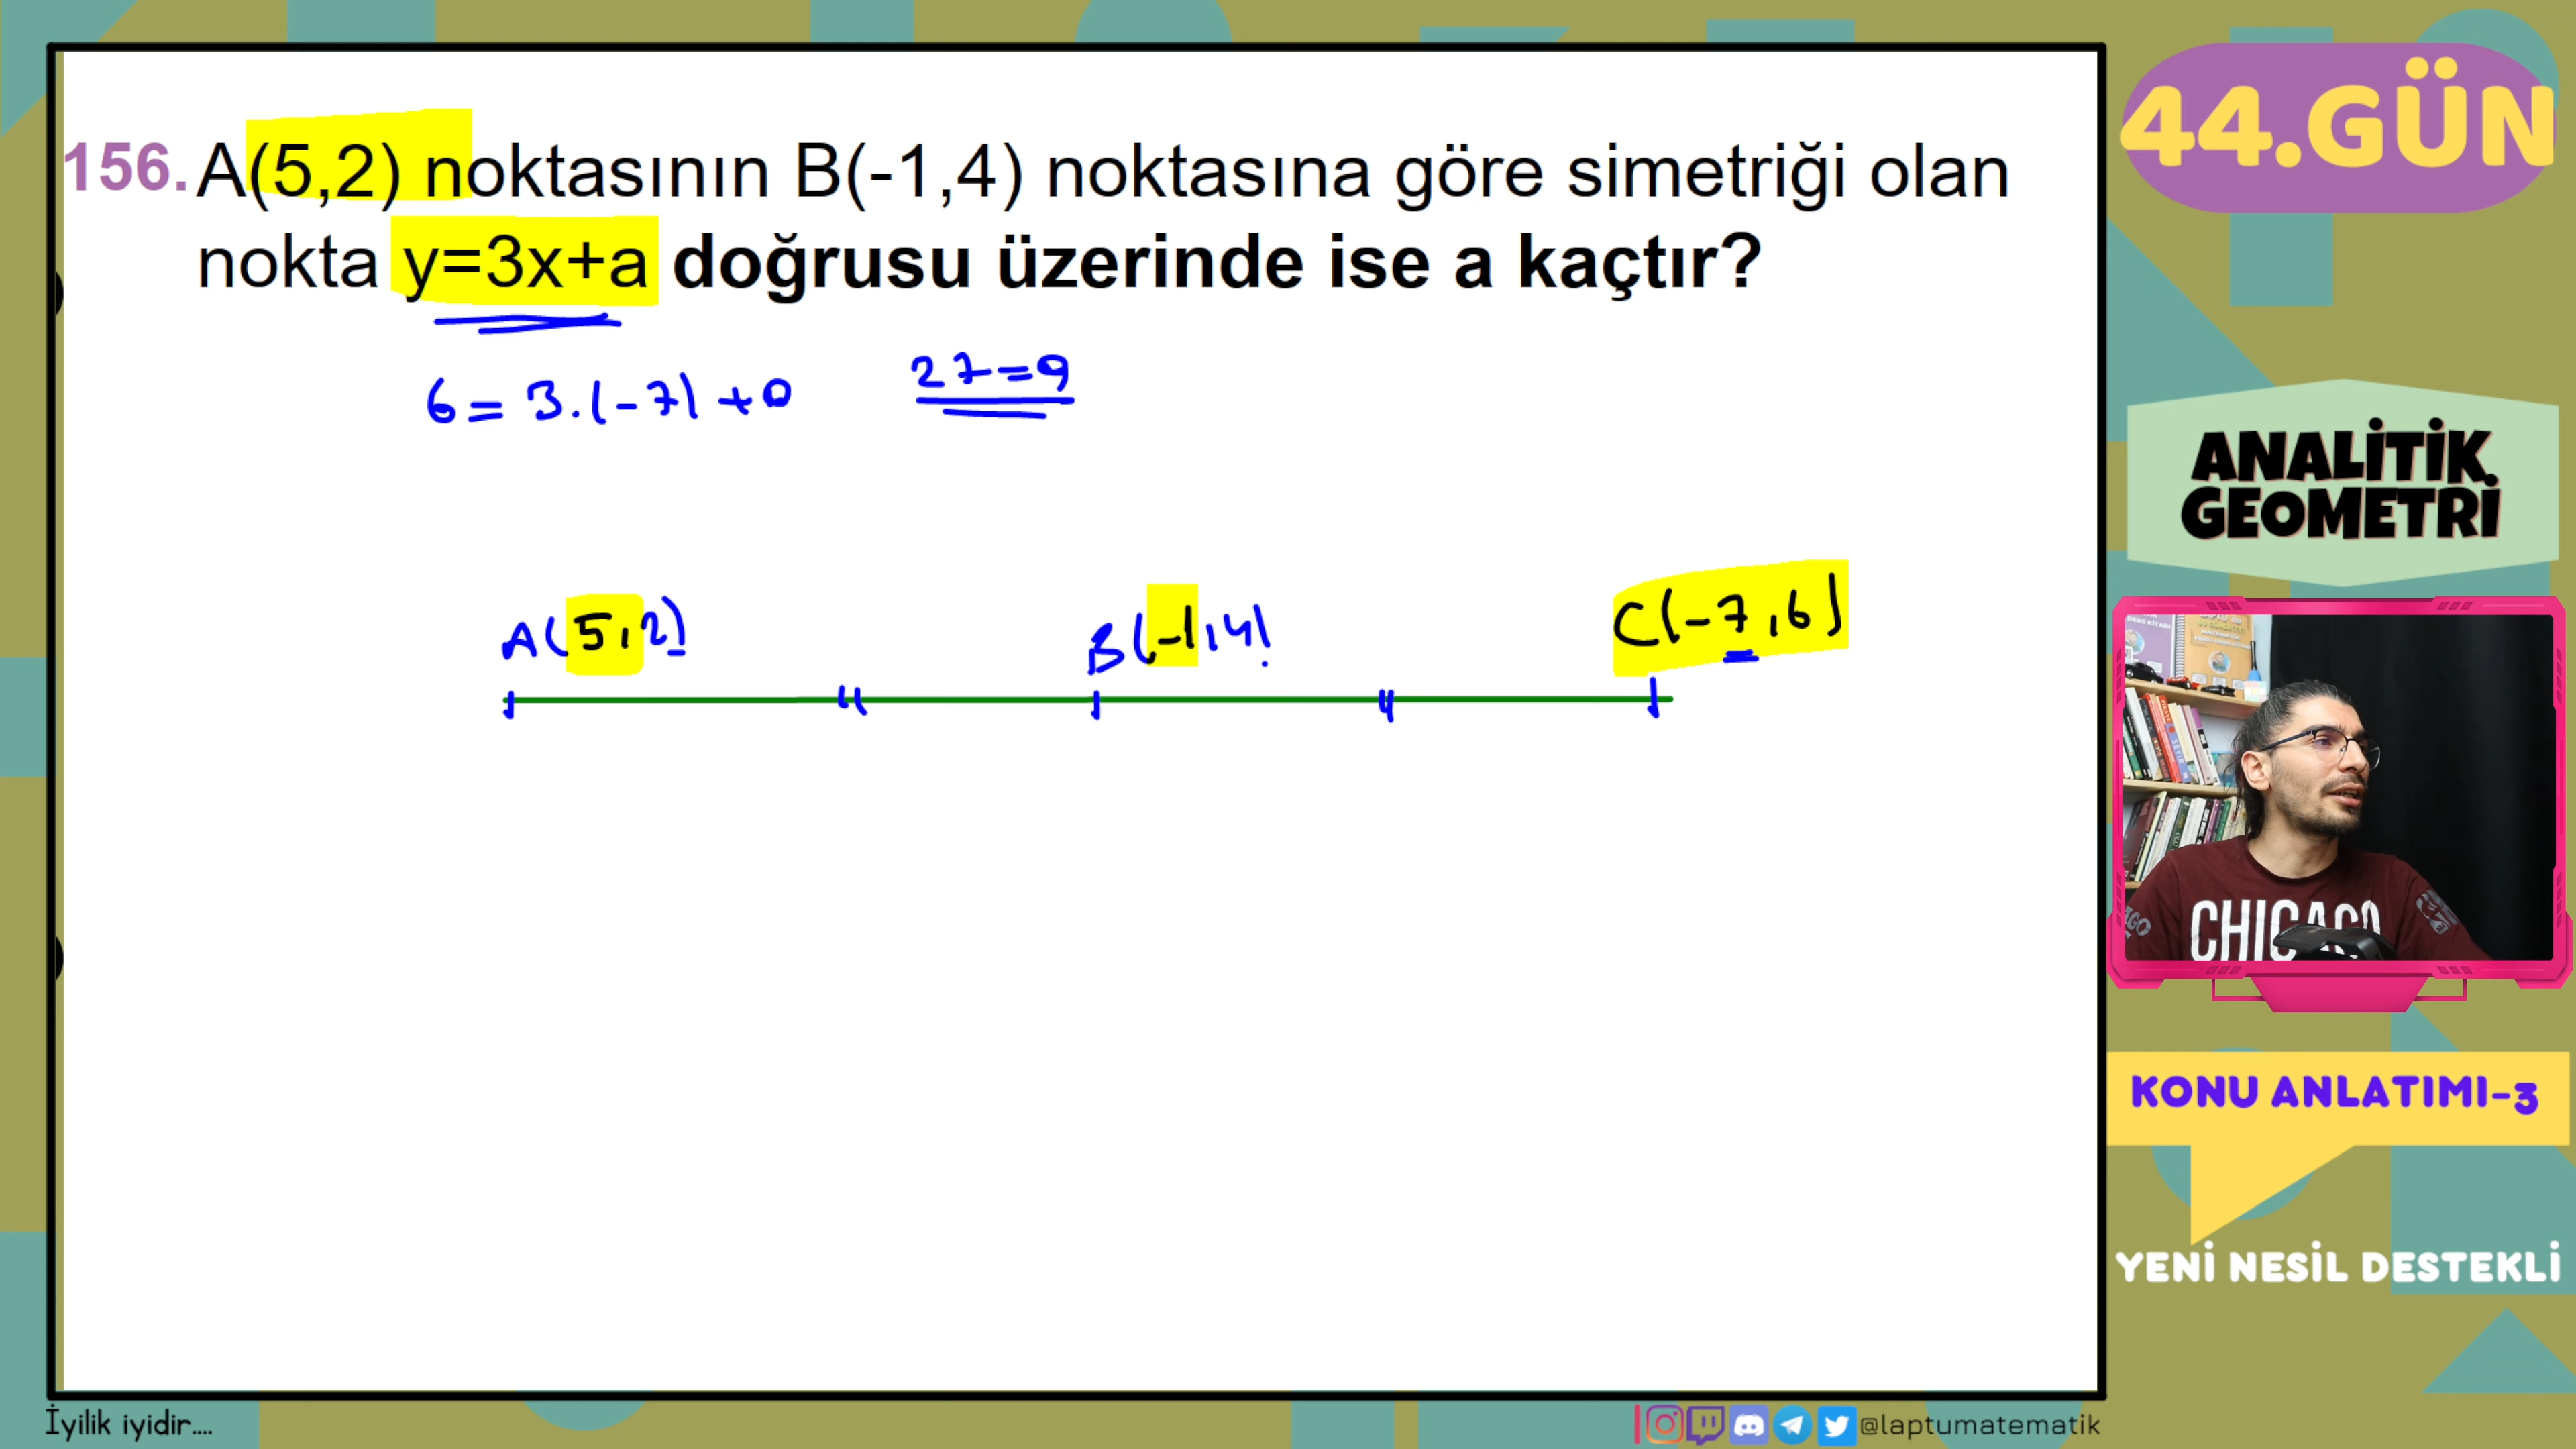 44.GÜN
156. A(5,2) noktasının B(-1,4) noktasına göre simetriği olan
nokta y=3x+a doğrusu üzerinde ise a kaçtır?
6 = 3.(-7) + a
27 = a
ANALİTİK
GEOMETRİ
A(5,2)
B(-1,4)
C(-7,6)
CHICAGO
KONU ANLATIMI-3
YENİ NESİL DESTEKLİ
İyilik iyidir....
@laptumatematik